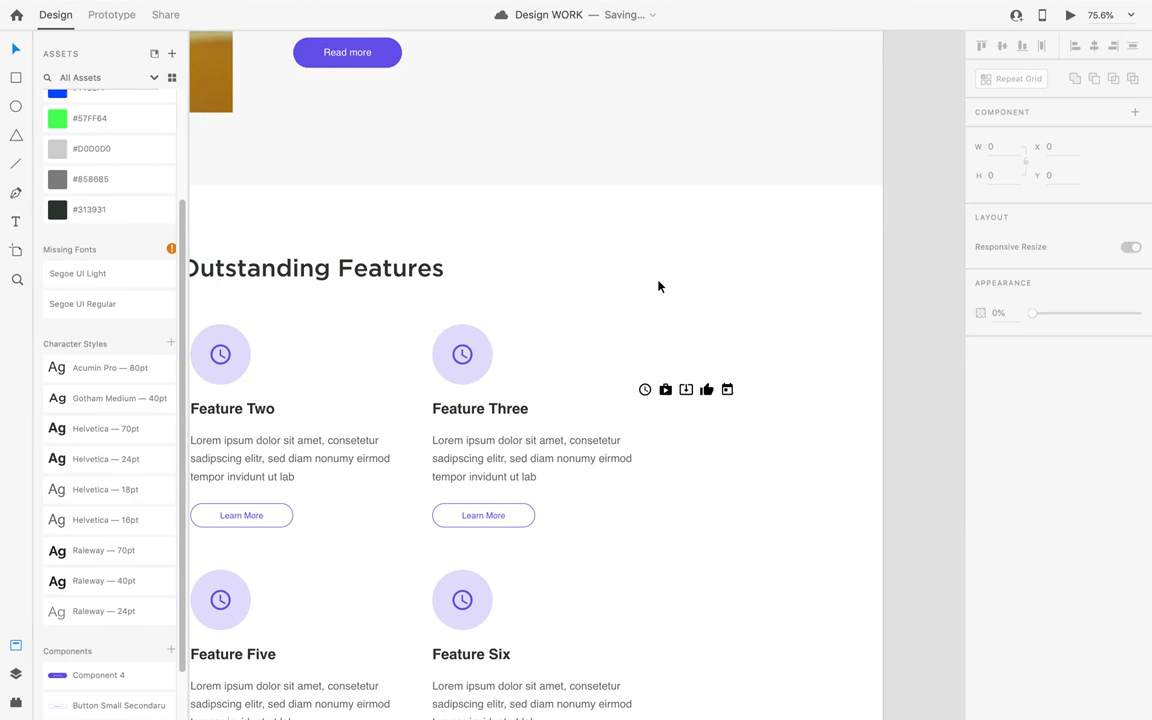 Design
Prototype
Share
Design WORK — Saving...
75.6%
ASSETS
All Assets
#57FF64
#D0D0D0
#858685
#313931
Missing Fonts
Segoe UI Light
Segoe UI Regular
Character Styles
Ag Acumin Pro — 80pt
Ag Gotham Medium — 40pt
Ag Helvetica — 70pt
Ag Helvetica — 24pt
Ag Helvetica — 18pt
Ag Helvetica — 16pt
Ag Raleway — 70pt
Ag Raleway — 40pt
Ag Raleway — 24pt
Components
Component 4
Button Small Secondaru
Read more
Outstanding Features
Feature Two
Lorem ipsum dolor sit amet, consetetur
sadipscing elitr, sed diam nonumy eirmod
tempor invidunt ut lab
Learn More
Feature Three
Lorem ipsum dolor sit amet, consetetur
sadipscing elitr, sed diam nonumy eirmod
tempor invidunt ut lab
Learn More
Feature Five
Lorem ipsum dolor sit amet, consetetur
sadipscing elitr, sed diam nonumy eirmod
Feature Six
Lorem ipsum dolor sit amet, consetetur
sadipscing elitr, sed diam nonumy eirmod
Repeat Grid
COMPONENT
W 0
X 0
H 0
Y 0
LAYOUT
Responsive Resize
APPEARANCE
0%